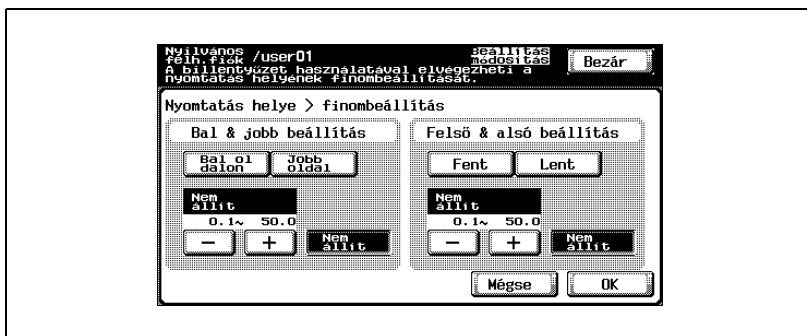 Nyilvános
felh.fiók /user01
Beállítás
módosítás
Bezár
A billentyűzet használatával elvégezheti a
nyomtatás helyének finombeállítását.
Nyomtatás helye > finombeállítás
Bal & jobb beállítás
Felső & alsó beállítás
Bal ol
dalon
Jobb
oldal
Fent
Lent
Nem
állít
0.1~ 50.0
- +
Nem
állít
Nem
állít
0.1~ 50.0
- +
Nem
állít
Mégse
OK